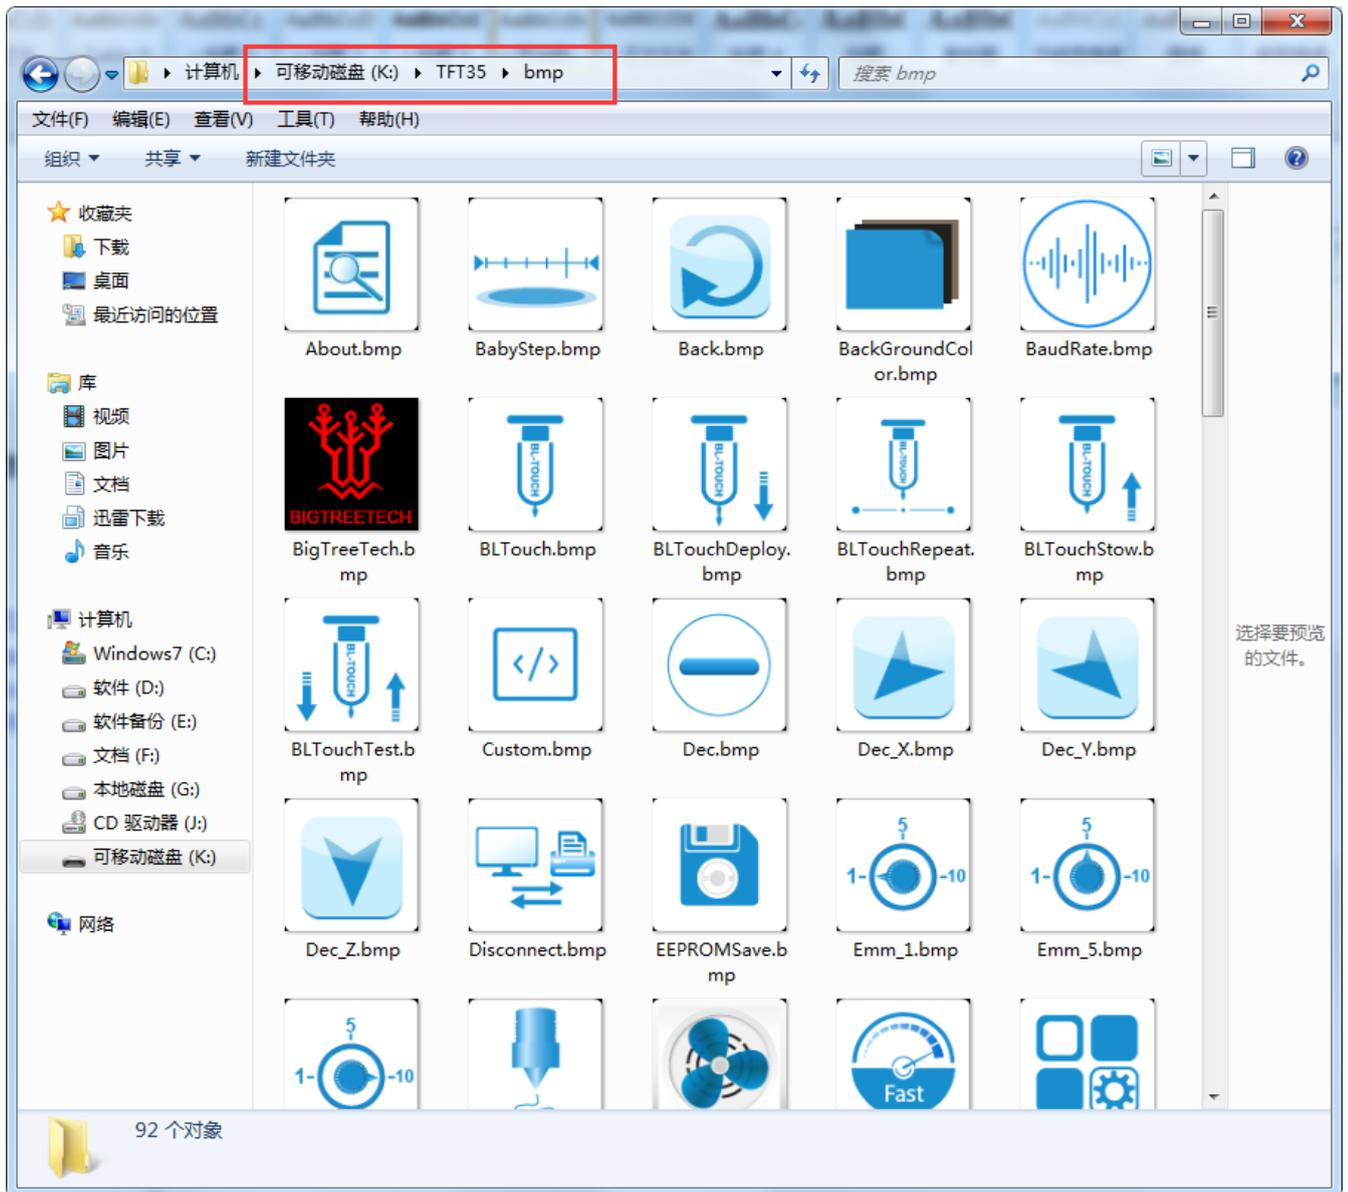 计算机 可移动磁盘 (K:) TFT35 bmp
搜索 bmp
文件(F) 编辑(E) 查看(V) 工具(T) 帮助(H)
组织 共享 新建文件夹
收藏夹
下载
桌面
最近访问的位置
库
视频
图片
文档
迅雷下载
音乐
计算机
Windows7 (C:)
软件 (D:)
软件备份 (E:)
文档 (F:)
本地磁盘 (G:)
CD 驱动器 (J:)
可移动磁盘 (K:)
网络
About.bmp
BabyStep.bmp
Back.bmp
BackGroundCol
or.bmp
BaudRate.bmp
BIGTREETECH
BigTreeTech.b
mp
BL-TOUCH
BLTouch.bmp
BL-TOUCH
BLTouchDeploy.
bmp
BL-TOUCH
BLTouchRepeat.
bmp
BL-TOUCH
BLTouchStow.b
mp
BL-TOUCH
BLTouchTest.b
mp
</>
Custom.bmp
Dec.bmp
Dec_X.bmp
Dec_Y.bmp
Dec_Z.bmp
Disconnect.bmp
EEPROMSave.b
mp
5
1- -10
Emm_1.bmp
5
1- -10
Emm_5.bmp
5
1- -10
Fast
选择要预览
的文件。
92 个对象